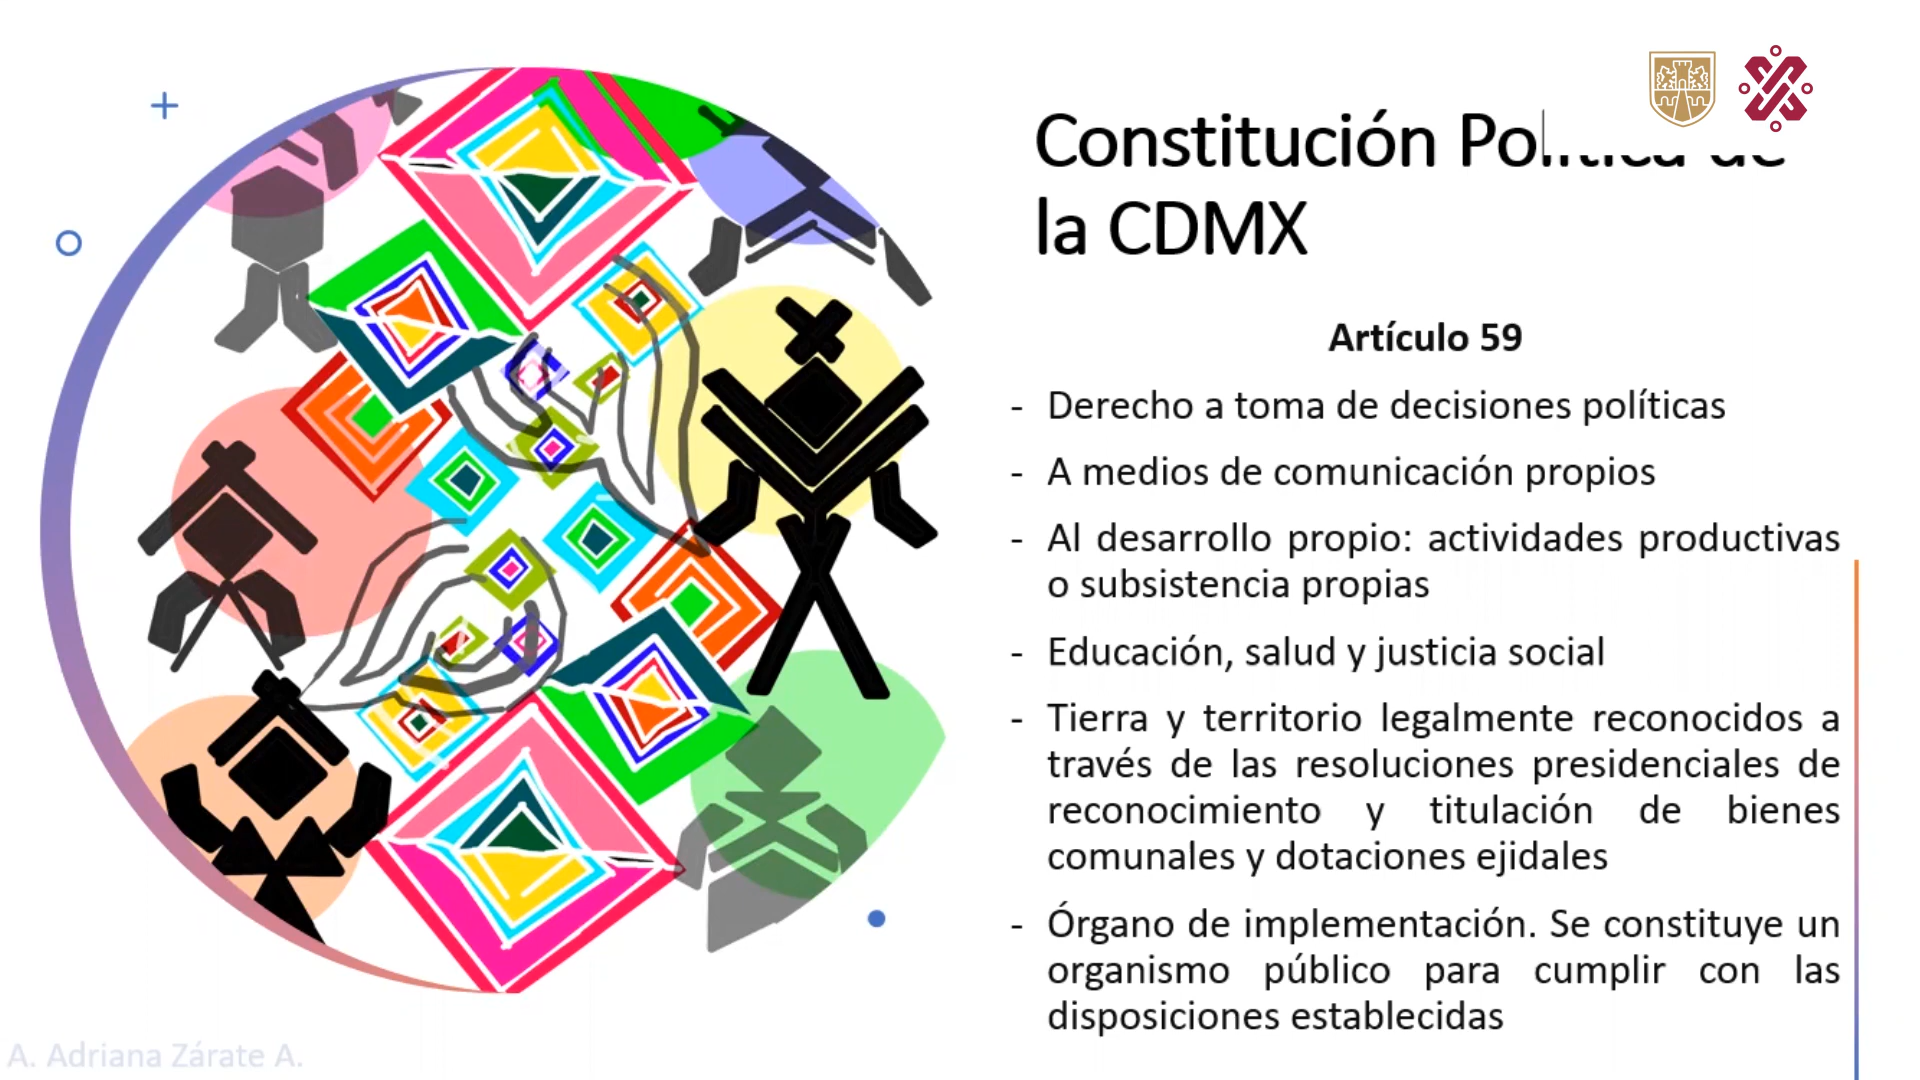 Constitución Política de
la CDMX
Artículo 59
- Derecho a toma de decisiones políticas
- A medios de comunicación propios
- Al desarrollo propio: actividades productivas
o subsistencia propias
- Educación, salud y justicia social
- Tierra y territorio legalmente reconocidos a
través de las resoluciones presidenciales de
reconocimiento y titulación de bienes
comunales y dotaciones ejidales
- Órgano de implementación. Se constituye un
organismo público para cumplir con las
disposiciones establecidas
A. Adriana Zárate A.